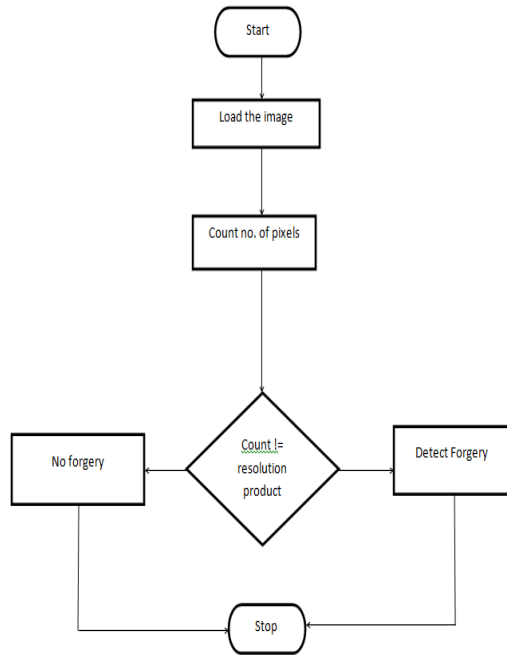 Start
Load the image
Count no. of pixels
Count !=
resolution
product
No forgery
Detect Forgery
Stop